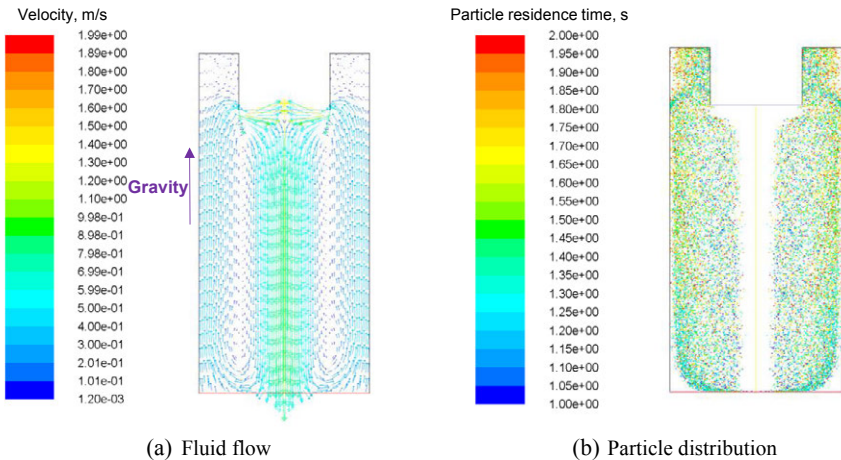 Velocity, m/s
1.99e+00
1.89e+00
1.80e+00
1.70e+00
1.60e+00
1.50e+00
1.40e+00
1.30e+00
1.20e+00
1.10e+00
9.98e-01
8.98e-01
7.98e-01
6.99e-01
5.99e-01
5.00e-01
4.00e-01
3.00e-01
2.01e-01
1.01e-01
1.20e-03
Gravity
(a) Fluid flow
Particle residence time, s
2.00e+00
1.95e+00
1.90e+00
1.85e+00
1.80e+00
1.75e+00
1.70e+00
1.65e+00
1.60e+00
1.55e+00
1.50e+00
1.45e+00
1.40e+00
1.35e+00
1.30e+00
1.25e+00
1.20e+00
1.15e+00
1.10e+00
1.05e+00
1.00e+00
(b) Particle distribution